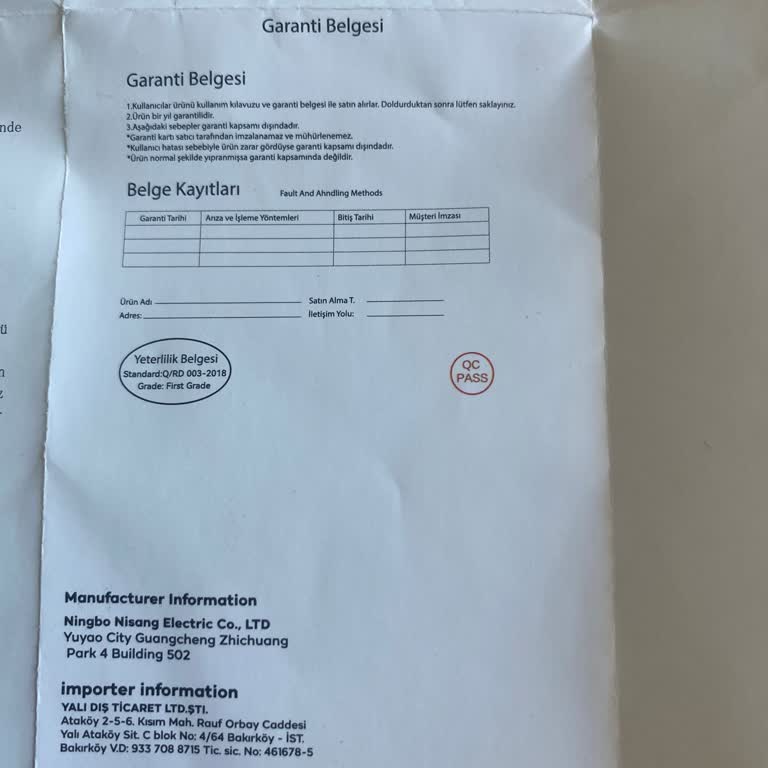 Garanti Belgesi
nde
Garanti Belgesi
1.Kullanıcılar ürünü kullanım kılavuzu ve garanti belgesi ile satın alırlar. Doldurduktan sonra lütfen saklayınız.
2.Ürün bir yıl garantilidir.
3.Aşağıdaki sebepler garanti kapsamı dışındadır.
*Garanti kartı satıcı tarafından imzalanamaz ve mühürlenemez.
*Kullanıcı hatası sebebiyle ürün zarar gördüyse garanti kapsamı dışındadır.
*Ürün normal şekilde yıpranmışsa garanti kapsamında değildir.
Belge Kayıtları Fault And Ahndling Methods
Garanti Tarihi Arıza ve İşleme Yöntemleri Bitiş Tarihi Müşteri İmzası
Ürün Adı Satın Alma T.
Adres: İletişim Yolu:
ü
Yeterlilik Belgesi
Standard:Q/RD 003-2018
Grade: First Grade
QC
PASS
Manufacturer Information
Ningbo Nisang Electric Co., LTD
Yuyao City Guangcheng Zhichuang
Park 4 Building 502
importer information
YALI DIŞ TİCARET LTD.ŞTI.
Ataköy 2-5-6. Kısım Mah. Rauf Orbay Caddesi
Yalı Ataköy Sit. C blok No: 4/64 Bakırköy - İST.
Bakırköy V.D: 933 708 8715 Tic. sic. No: 461678-5